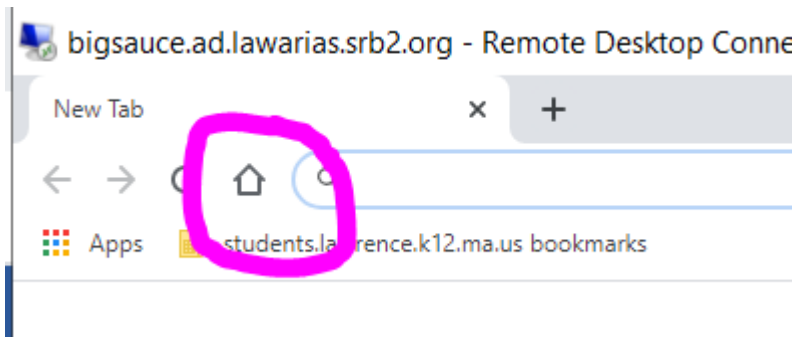 bigsauce.ad.lawarias.srb2.org - Remote Desktop Conne
New Tab
Apps students.lawrence.k12.ma.us bookmarks